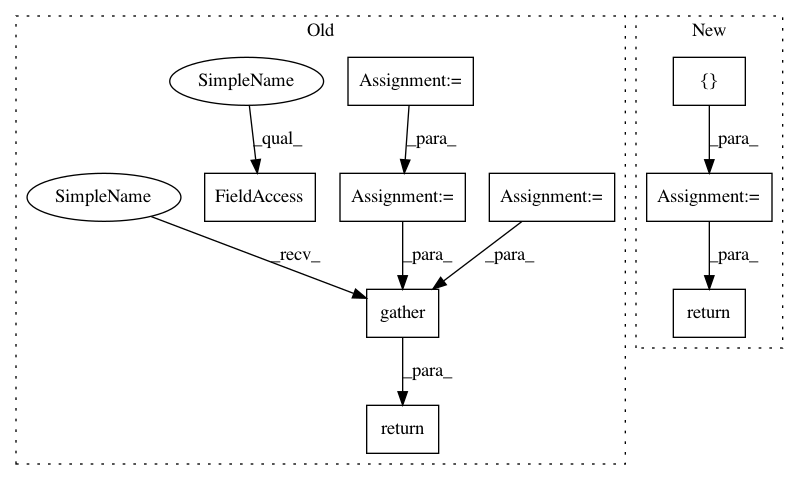 Old
New
SimpleName
Assignment:=
{}
_qual_
_para_
_para_
SimpleName
FieldAccess
Assignment:=
Assignment:=
Assignment:=
_recv_
_para_
_para_
_para_
gather
return
_para_
return